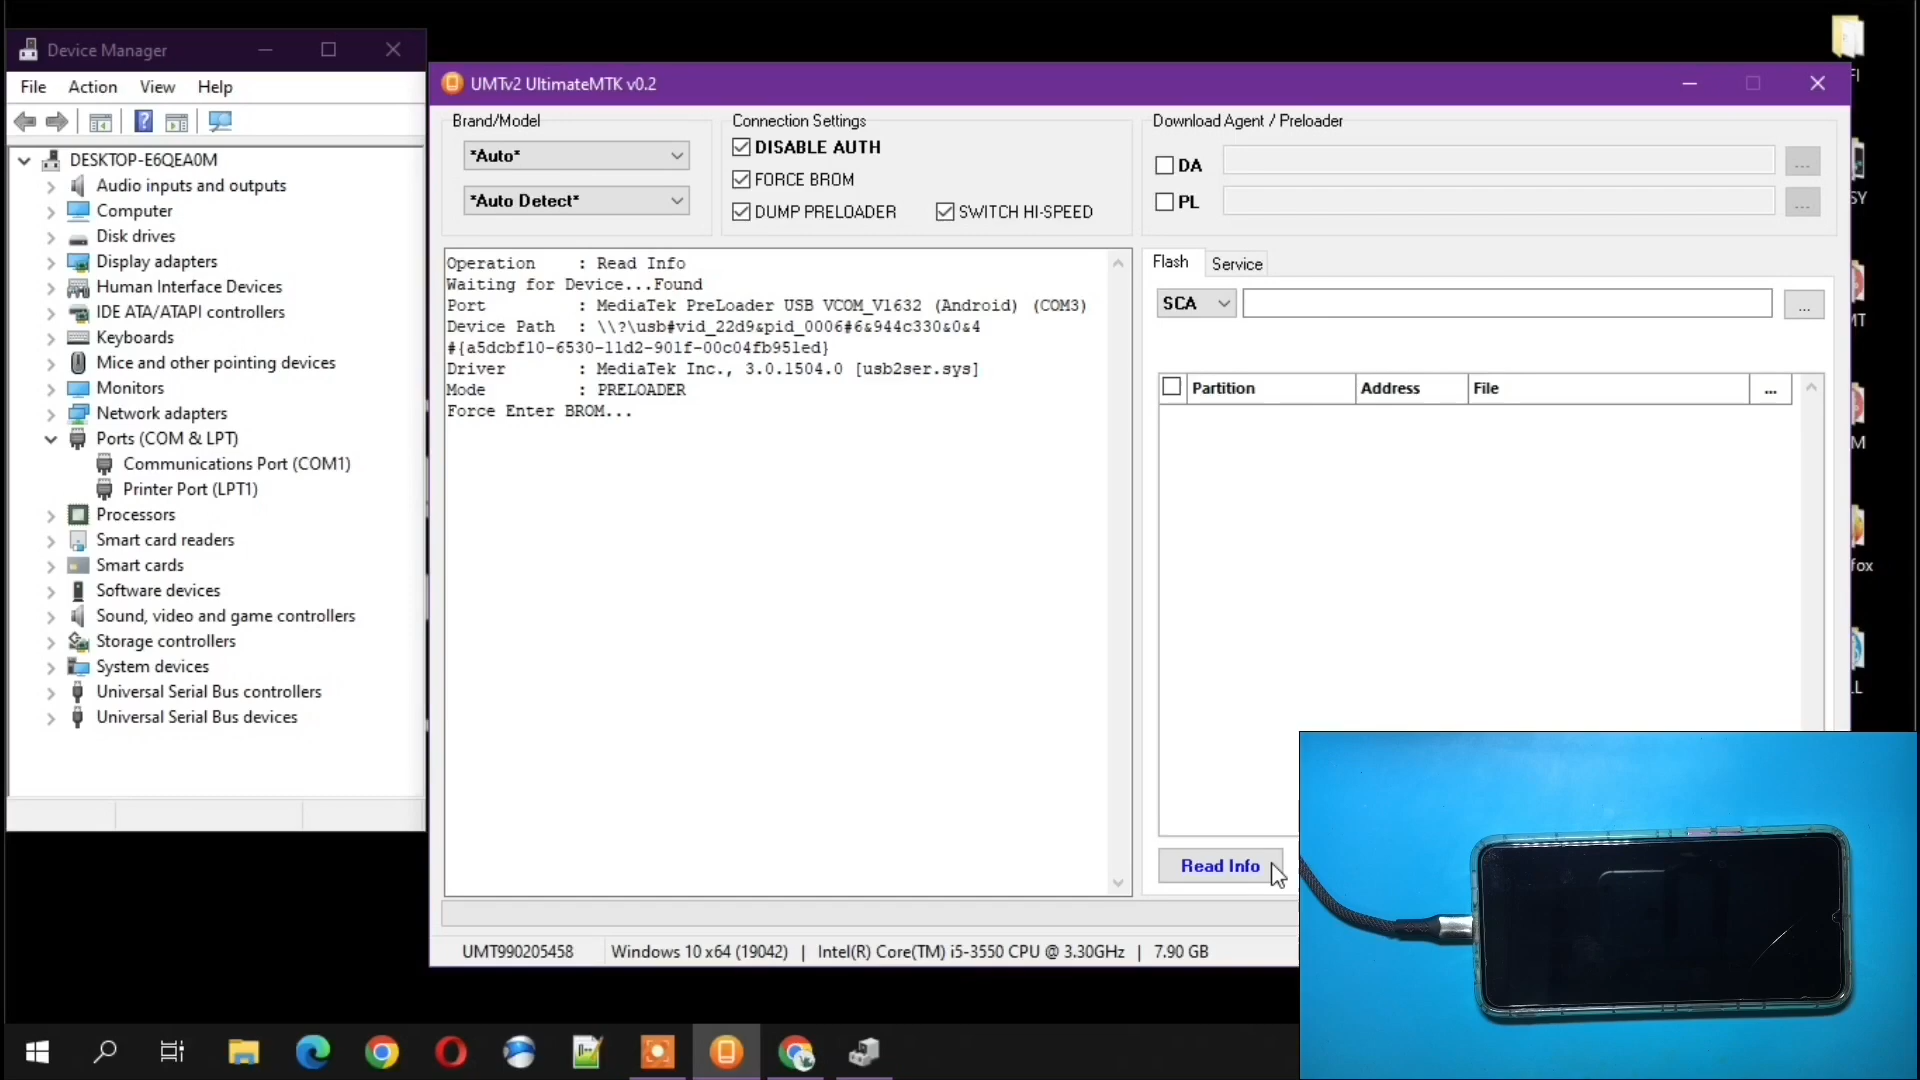 Device Manager
File Action View Help
DESKTOP-E6QEA0M
Audio inputs and outputs
Computer
Disk drives
Display adapters
Human Interface Devices
IDE ATA/ATAPI controllers
Keyboards
Mice and other pointing devices
Monitors
Network adapters
Ports (COM & LPT)
Communications Port (COM1)
Printer Port (LPT1)
Processors
Smart card readers
Smart cards
Software devices
Sound, video and game controllers
Storage controllers
System devices
Universal Serial Bus controllers
Universal Serial Bus devices
UMTv2 UltimateMTK v0.2
Brand/Model
*Auto*
*Auto Detect*
Connection Settings
DISABLE AUTH
FORCE BROM
DUMP PRELOADER SWITCH HI-SPEED
Download Agent / Preloader
DA ...
PL ...
Operation : Read Info
Waiting for Device...Found
Port : MediaTek PreLoader USB VCOM_V1632 (Android) (COM3)
Device Path : \\?\usb#vid_22d9&pid_0006#6&944c330&0&4
#{a5dcbf10-6530-11d2-901f-00c04fb951ed}
Driver : MediaTek Inc., 3.0.1504.0 [usb2ser.sys]
Mode : PRELOADER
Force Enter BROM...
Flash Service
SCA ...
Partition Address File ...
Read Info
UMT990205458 Windows 10 x64 (19042) | Intel(R) Core(TM) i5-3550 CPU @ 3.30GHz | 7.90 GB
FI
SY
MT
M
fox
LL